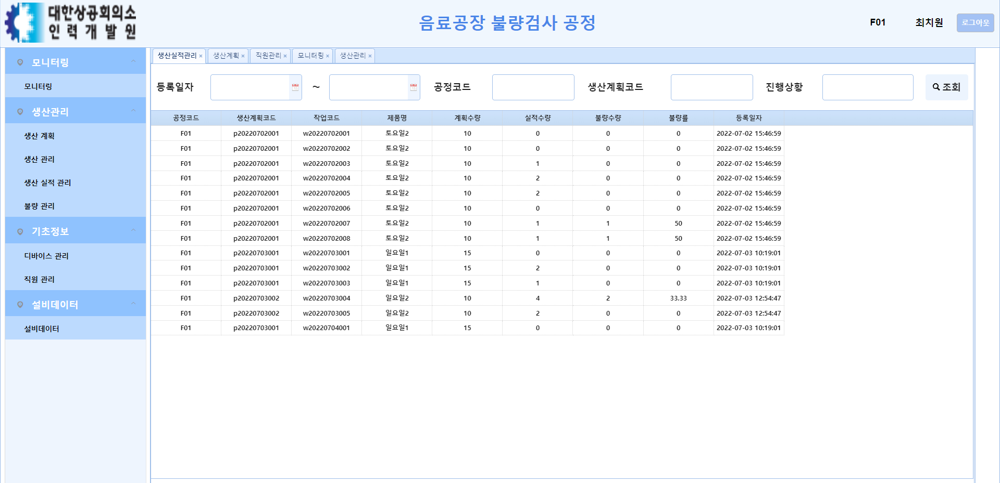 대한상공회의소
인력개발원
음료공장 불량검사 공정
F01 최치원 로그아웃
모니터링
모니터링
생산관리
생산 계획
생산 관리
생산 실적 관리
불량 관리
기초정보
디바이스 관리
직원 관리
설비데이터
설비데이터
생산실적관리 × 생산계획 × 직원관리 × 모니터링 × 생산관리 ×
등록일자 ~ 공정코드 생산계획코드 진행상황 조회
공정코드 생산계획코드 작업코드 제품명 계획수량 실적수량 불량수량 불량률 등록일자
F01 p20220702001 w20220702001 토요일2 10 0 0 0 2022-07-02 15:46:59
F01 p20220702001 w20220702002 토요일2 10 0 0 0 2022-07-02 15:46:59
F01 p20220702001 w20220702003 토요일2 10 1 0 0 2022-07-02 15:46:59
F01 p20220702001 w20220702004 토요일2 10 2 0 0 2022-07-02 15:46:59
F01 p20220702001 w20220702005 토요일2 10 2 0 0 2022-07-02 15:46:59
F01 p20220702001 w20220702006 토요일2 10 0 0 0 2022-07-02 15:46:59
F01 p20220702001 w20220702007 토요일2 10 1 1 50 2022-07-02 15:46:59
F01 p20220702001 w20220702008 토요일2 10 1 1 50 2022-07-02 15:46:59
F01 p20220703001 w20220703001 일요일1 15 0 0 0 2022-07-03 10:19:01
F01 p20220703001 w20220703002 일요일1 15 2 0 0 2022-07-03 10:19:01
F01 p20220703001 w20220703003 일요일1 15 1 0 0 2022-07-03 10:19:01
F01 p20220703002 w20220703004 일요일2 10 4 2 33.33 2022-07-03 12:54:47
F01 p20220703002 w20220703005 일요일2 10 2 0 0 2022-07-03 12:54:47
F01 p20220703001 w20220704001 일요일1 15 0 0 0 2022-07-03 10:19:01